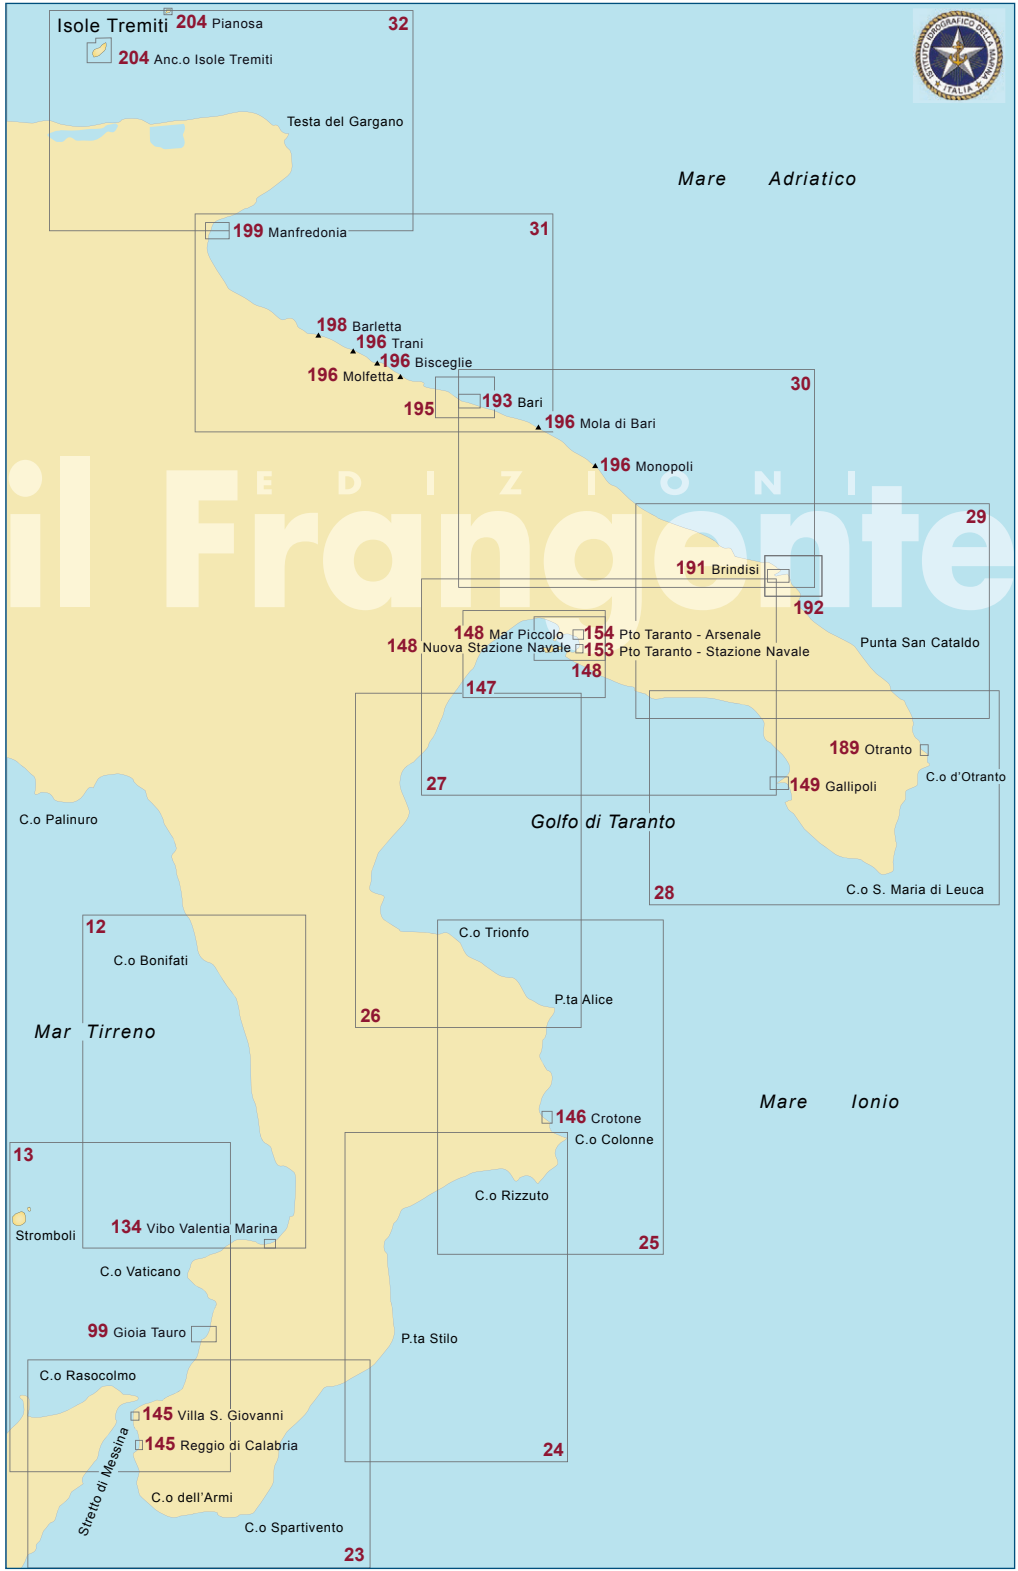 Isole Tremiti
204 Pianosa
32
204 Anc.o Isole Tremiti
ISTITUTO IDROGRAFICO DELLA MARINA
ITALIA
Testa del Gargano
Mare Adriatico
31
199 Manfredonia
198 Barletta
196 Trani
196 Bisceglie
196 Molfetta
30
195
193 Bari
196 Mola di Bari
196 Monopoli
EDIZIONI
il Frangente
29
191 Brindisi
192
148 Mar Piccolo
154 Pto Taranto - Arsenale
148 Nuova Stazione Navale
153 Pto Taranto - Stazione Navale
148
147
Punta San Cataldo
189 Otranto
C.o d'Otranto
27
149 Gallipoli
C.o Palinuro
Golfo di Taranto
28
C.o S. Maria di Leuca
12
C.o Trionfo
C.o Bonifati
P.ta Alice
26
Mar Tirreno
Mare Ionio
146 Crotone
C.o Colonne
13
C.o Rizzuto
134 Vibo Valentia Marina
Stromboli
25
C.o Vaticano
99 Gioia Tauro
P.ta Stilo
C.o Rasocolmo
145 Villa S. Giovanni
145 Reggio di Calabria
24
Stretto di Messina
C.o dell'Armi
C.o Spartivento
23